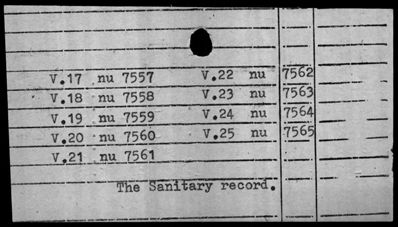 V.17 nu 7557 V.22 nu 7562
V.18 nu 7558 V.23 nu 7563
V.19 nu 7559 V.24 nu 7564
V.20 nu 7560 V.25 nu 7565
V.21 nu 7561
The Sanitary record.